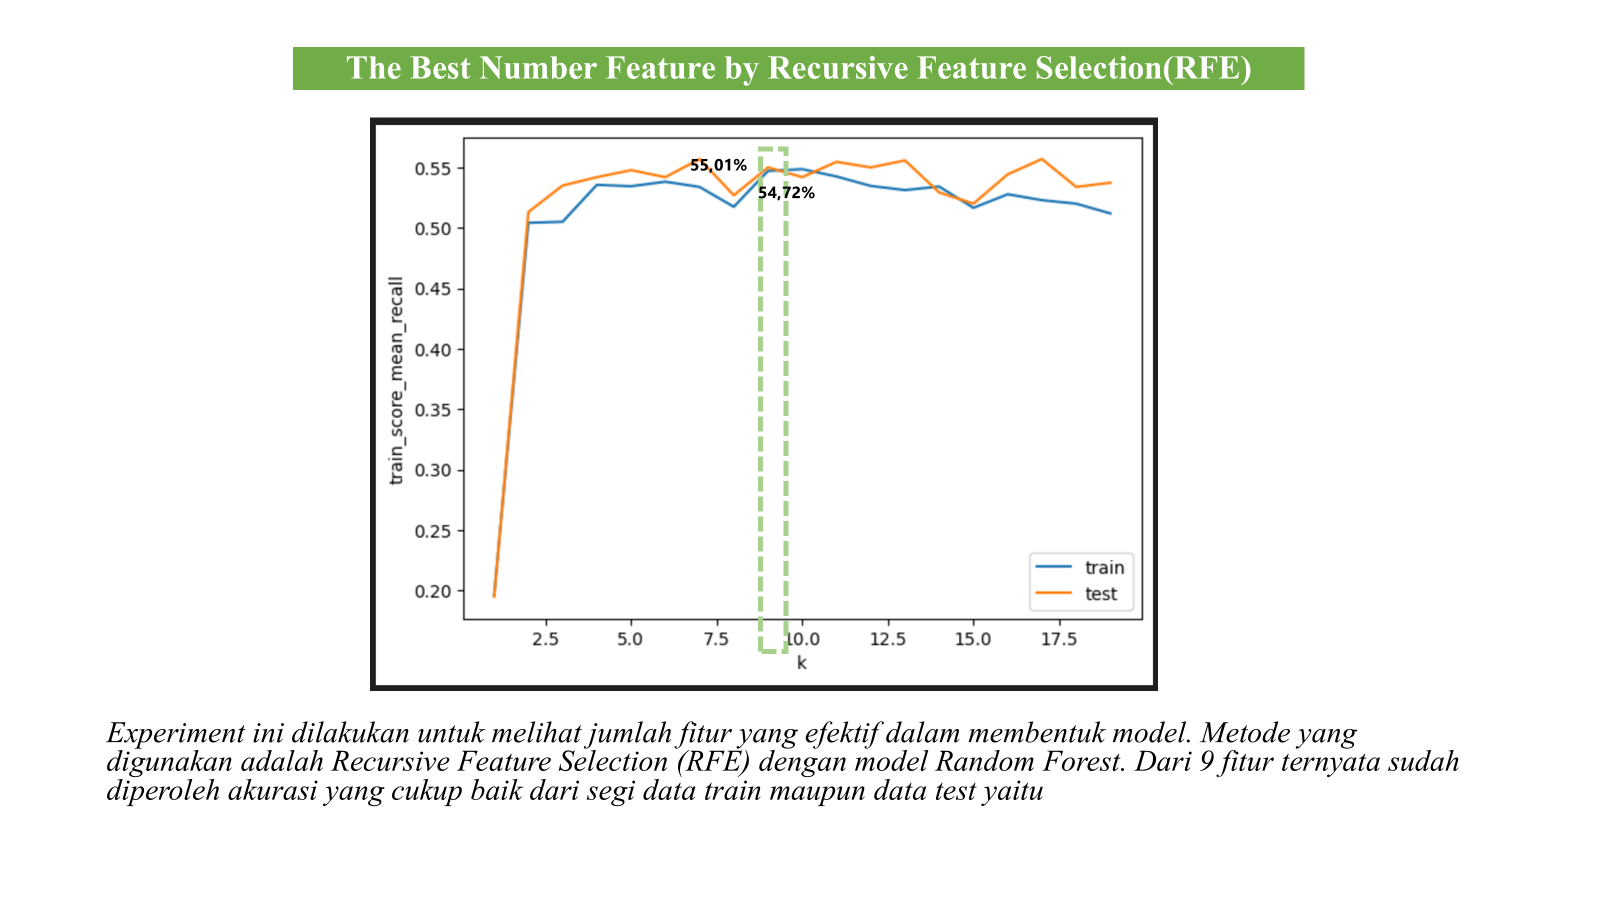 The Best Number Feature by Recursive Feature Selection(RFE)
0.55
0.50
0.45
0.40
0.35
0.30
0.25
0.20
train_score_mean_recall
55,01%
54,72%
train
test
2.5
5.0
7.5
10.0
12.5
15.0
17.5
k
Experiment ini dilakukan untuk melihat jumlah fitur yang efektif dalam membentuk model. Metode yang
digunakan adalah Recursive Feature Selection (RFE) dengan model Random Forest. Dari 9 fitur ternyata sudah
diperoleh akurasi yang cukup baik dari segi data train maupun data test yaitu